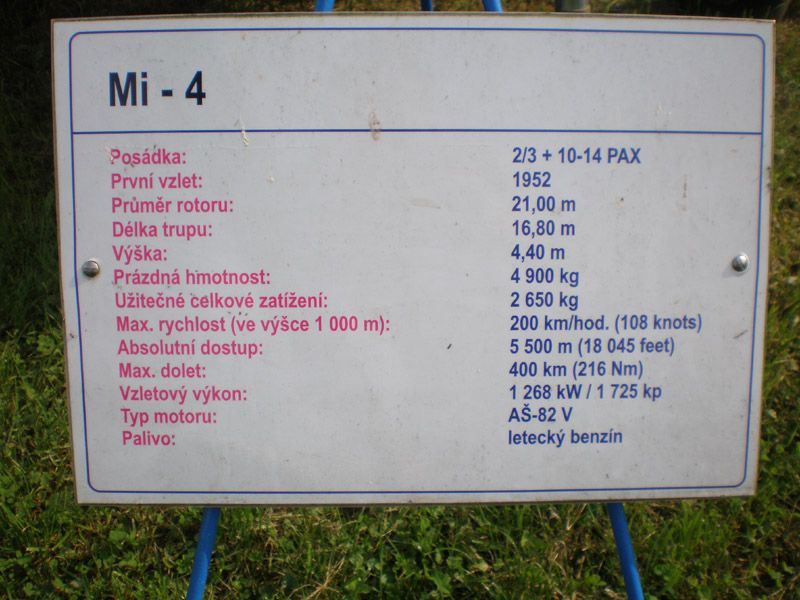 Mi - 4
Posádka: 2/3 + 10-14 PAX
První vzlet: 1952
Průměr rotoru: 21,00 m
Délka trupu: 16,80 m
Výška: 4,40 m
Prázdná hmotnost: 4 900 kg
Užitečné celkové zatížení: 2 650 kg
Max. rychlost (ve výšce 1 000 m): 200 km/hod. (108 knots)
Absolutní dostup: 5 500 m (18 045 feet)
Max. dolet: 400 km (216 Nm)
Vzletový výkon: 1 268 kW / 1 725 kp
Typ motoru: AŠ-82 V
Palivo: letecký benzín